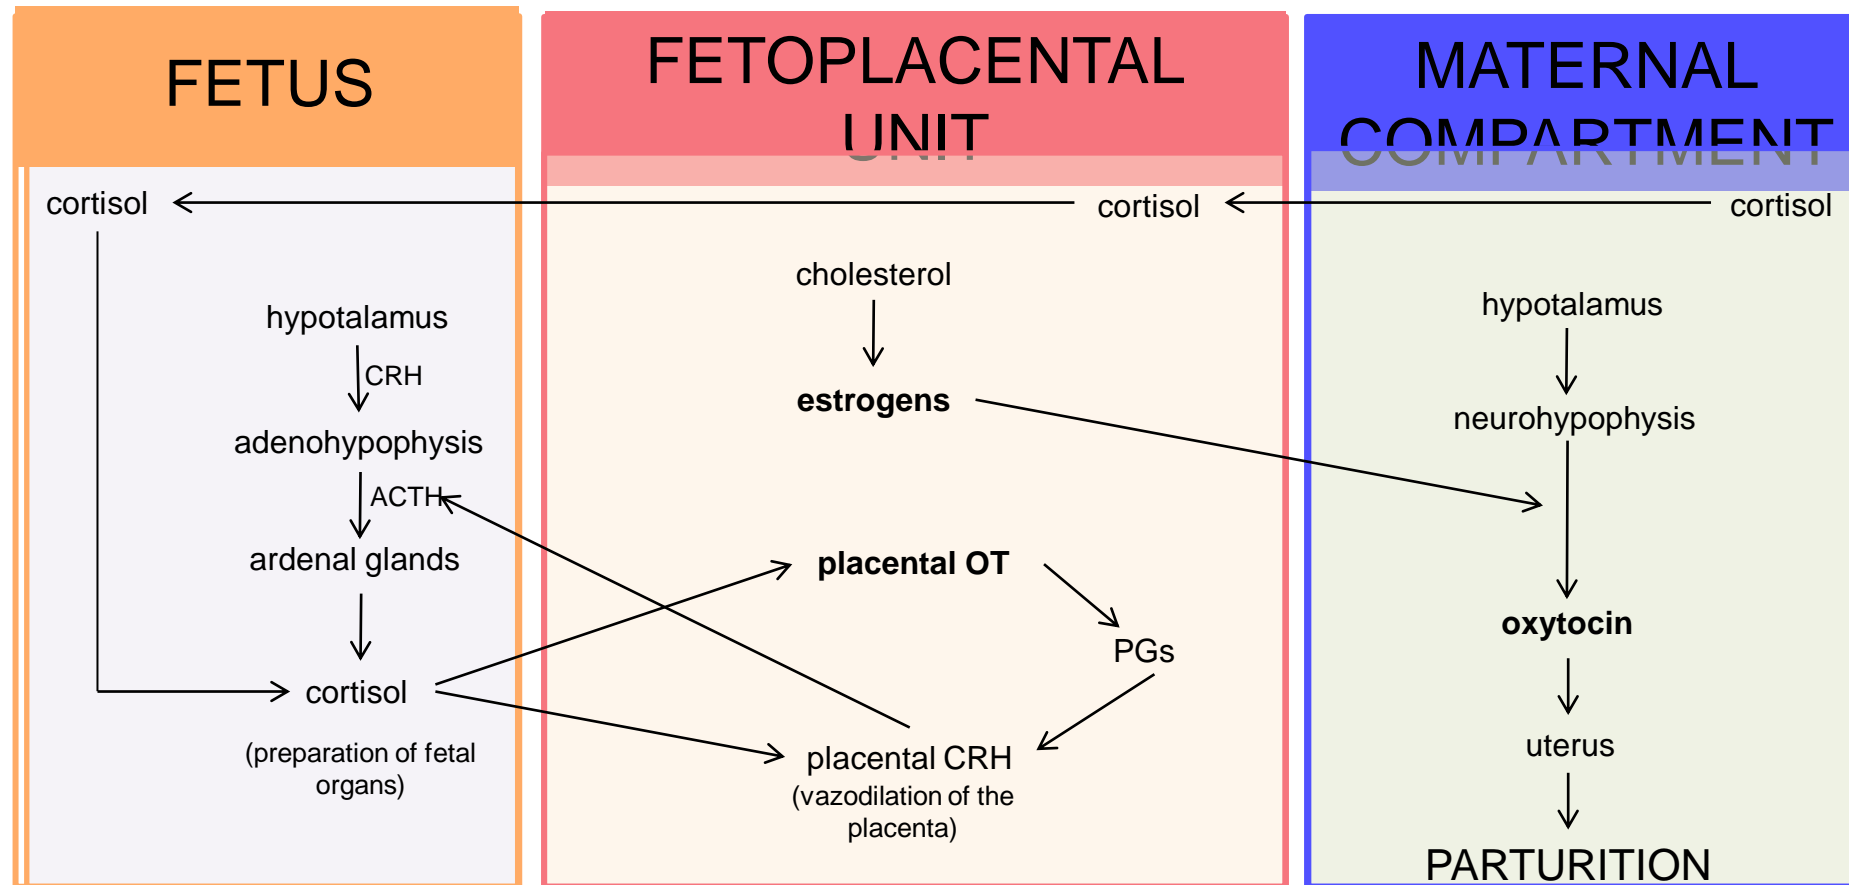 FETUS
FETOPLACENTAL
UNIT
MATERNAL
COMPARTMENT
cortisol
cortisol
cortisol
hypotalamus
CRH
adenohypophysis
ACTH
ardenal glands
cortisol
(preparation of fetal
organs)
cholesterol
estrogens
placental OT
PGs
placental CRH
(vazodilation of the
placenta)
hypotalamus
neurohypophysis
oxytocin
uterus
PARTURITION